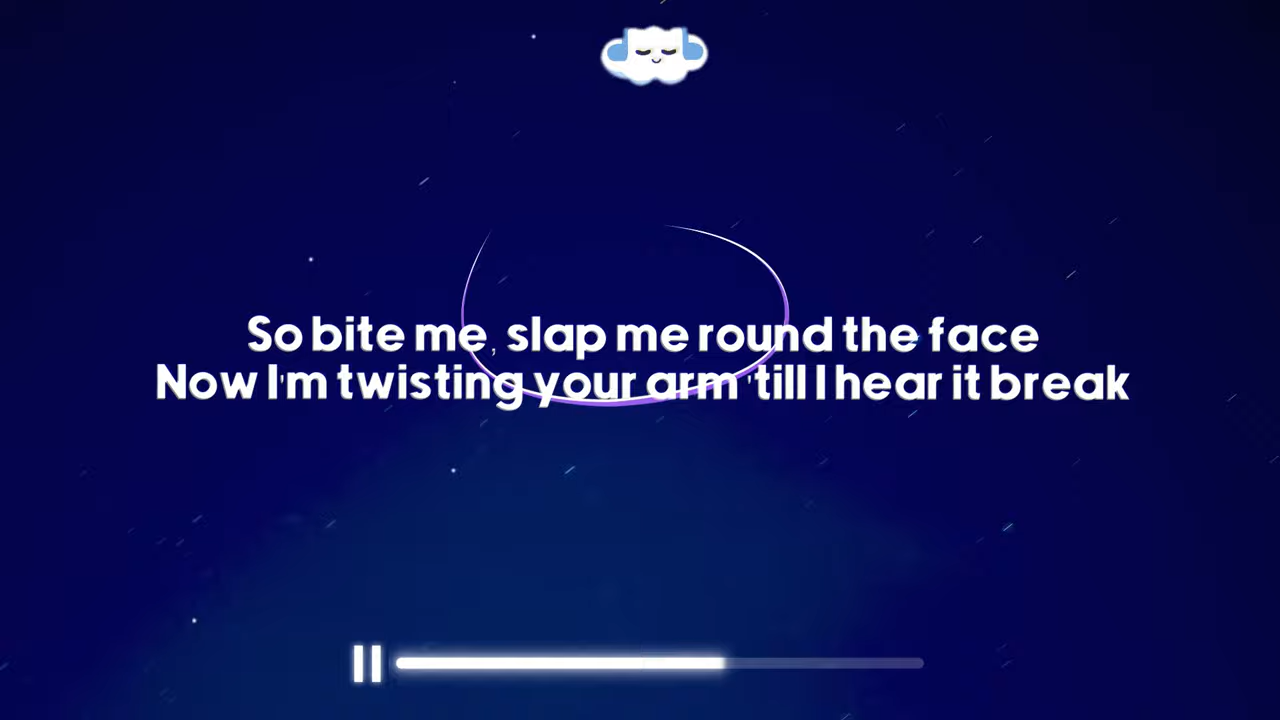 So bite me, slap me round the face
Now I'm twisting your arm 'till I hear it break